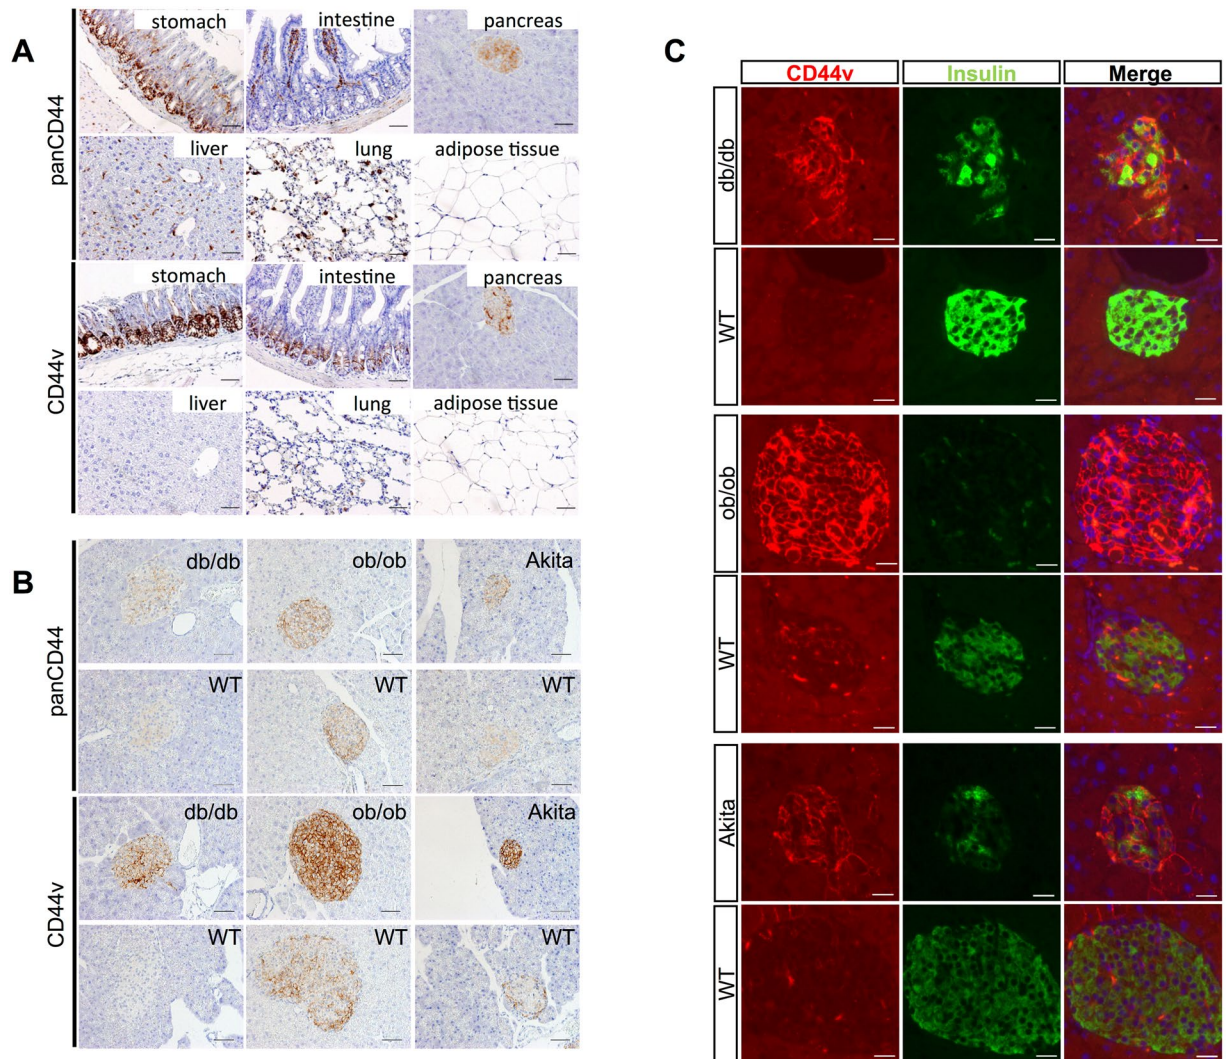 A
panCD44
stomach
intestine
pancreas
liver
lung
adipose tissue
CD44v
stomach
intestine
pancreas
liver
lung
adipose tissue
B
panCD44
db/db
ob/ob
Akita
WT
WT
WT
CD44v
db/db
ob/ob
Akita
WT
WT
WT
C
CD44v
Insulin
Merge
db/db
WT
ob/ob
WT
Akita
WT